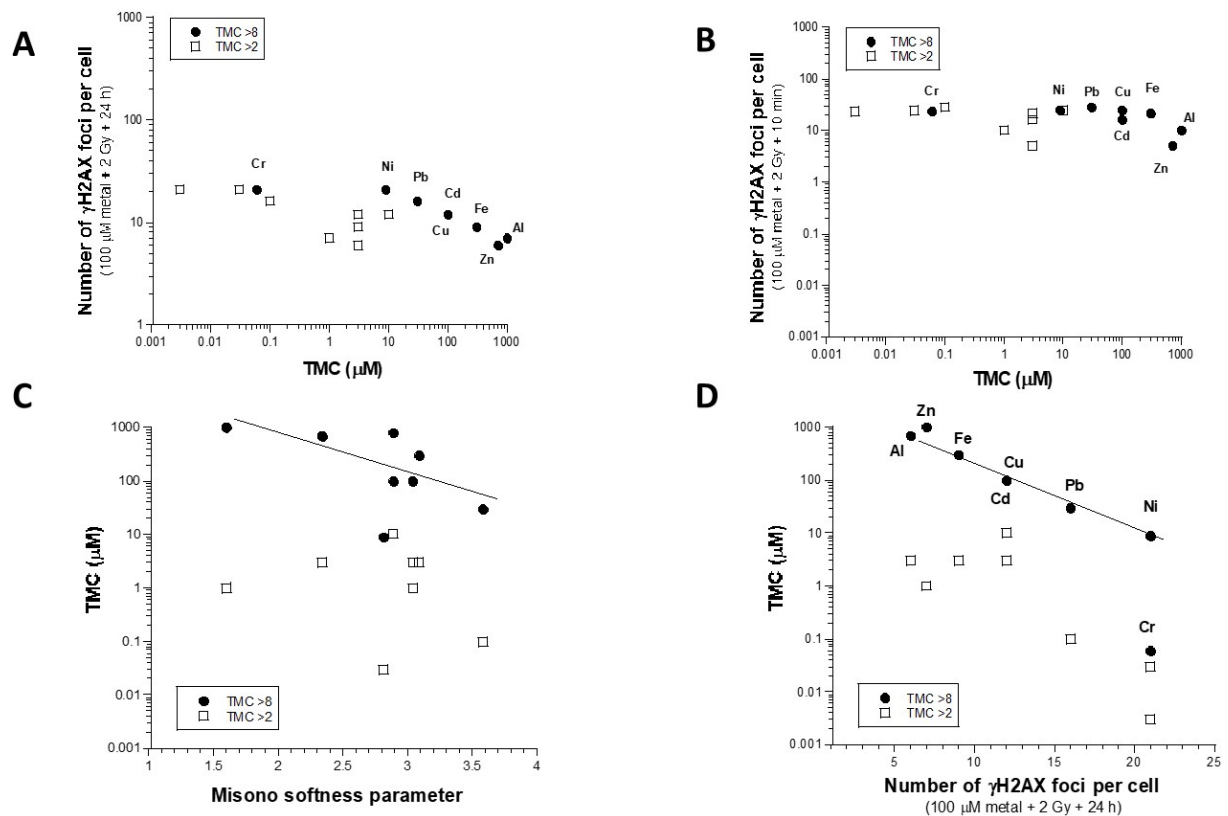 A
Number of γH2AX foci per cell
(100 μM metal + 2 Gy + 24 h)
1000
100
10
1
TMC >8
TMC >2
Cr
Ni
Pb
Cd
Cu
Fe
Zn
Al
0.001
0.01
0.1
1
10
100
1000
TMC (μM)
B
Number of γH2AX foci per cell
(100 μM metal + 2 Gy + 10 min)
TMC >8
TMC >2
1000
100
10
1
0.1
0.01
0.001
Cr
Ni
Pb
Cu
Cd
Fe
Zn
Al
0.001
0.01
0.1
1
10
100
1000
TMC (μM)
C
TMC (μM)
1000
100
10
1
0.1
0.01
0.001
TMC >8
TMC >2
1
1.5
2
2.5
3
3.5
4
Misono softness parameter
D
TMC (μM)
1000
100
10
1
0.1
0.01
0.001
Zn
Al
Fe
Cu
Cd
Pb
Ni
Cr
TMC >8
TMC >2
5
10
15
20
25
Number of γH2AX foci per cell
(100 μM metal + 2 Gy + 24 h)